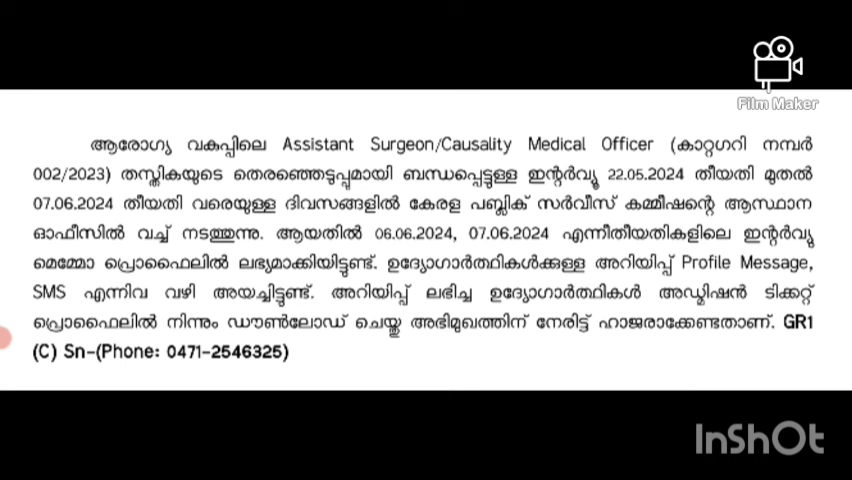 Film Maker
ആരോഗ്യ വകുപ്പിലെ Assistant Surgeon/Causality Medical Officer (കാറ്റഗറി നമ്പർ
002/2023) തസ്തികയുടെ തെരഞ്ഞെടുപ്പുമായി ബന്ധപ്പെട്ടുള്ള ഇന്റർവ്യൂ 22.05.2024 തീയതി മുതൽ
07.06.2024 തീയതി വരെയുള്ള ദിവസങ്ങളിൽ കേരള പബ്ലിക് സർവീസ് കമ്മീഷന്റെ ആസ്ഥാന
ഓഫീസിൽ വച്ച് നടത്തുന്നു. ആയതിൽ 06.06.2024, 07.06.2024 എന്നീതീയതികളിലെ ഇന്റർവ്യു
മെമ്മോ പ്രൊഫൈലിൽ ലഭ്യമാക്കിയിട്ടുണ്ട്. ഉദ്യോഗാർത്ഥികൾക്കുള്ള അറിയിപ്പ് Profile Message,
SMS എന്നിവ വഴി അയച്ചിട്ടുണ്ട്. അറിയിപ്പ് ലഭിച്ച ഉദ്യോഗാർത്ഥികൾ അഡ്മിഷൻ ടിക്കറ്റ്
പ്രൊഫൈലിൽ നിന്നും ഡൗൺലോഡ് ചെയ്തു അഭിമുഖത്തിന് നേരിട്ട് ഹാജരാക്കേണ്ടതാണ്. GR1
(C) Sn-(Phone: 0471-2546325)
InShOt